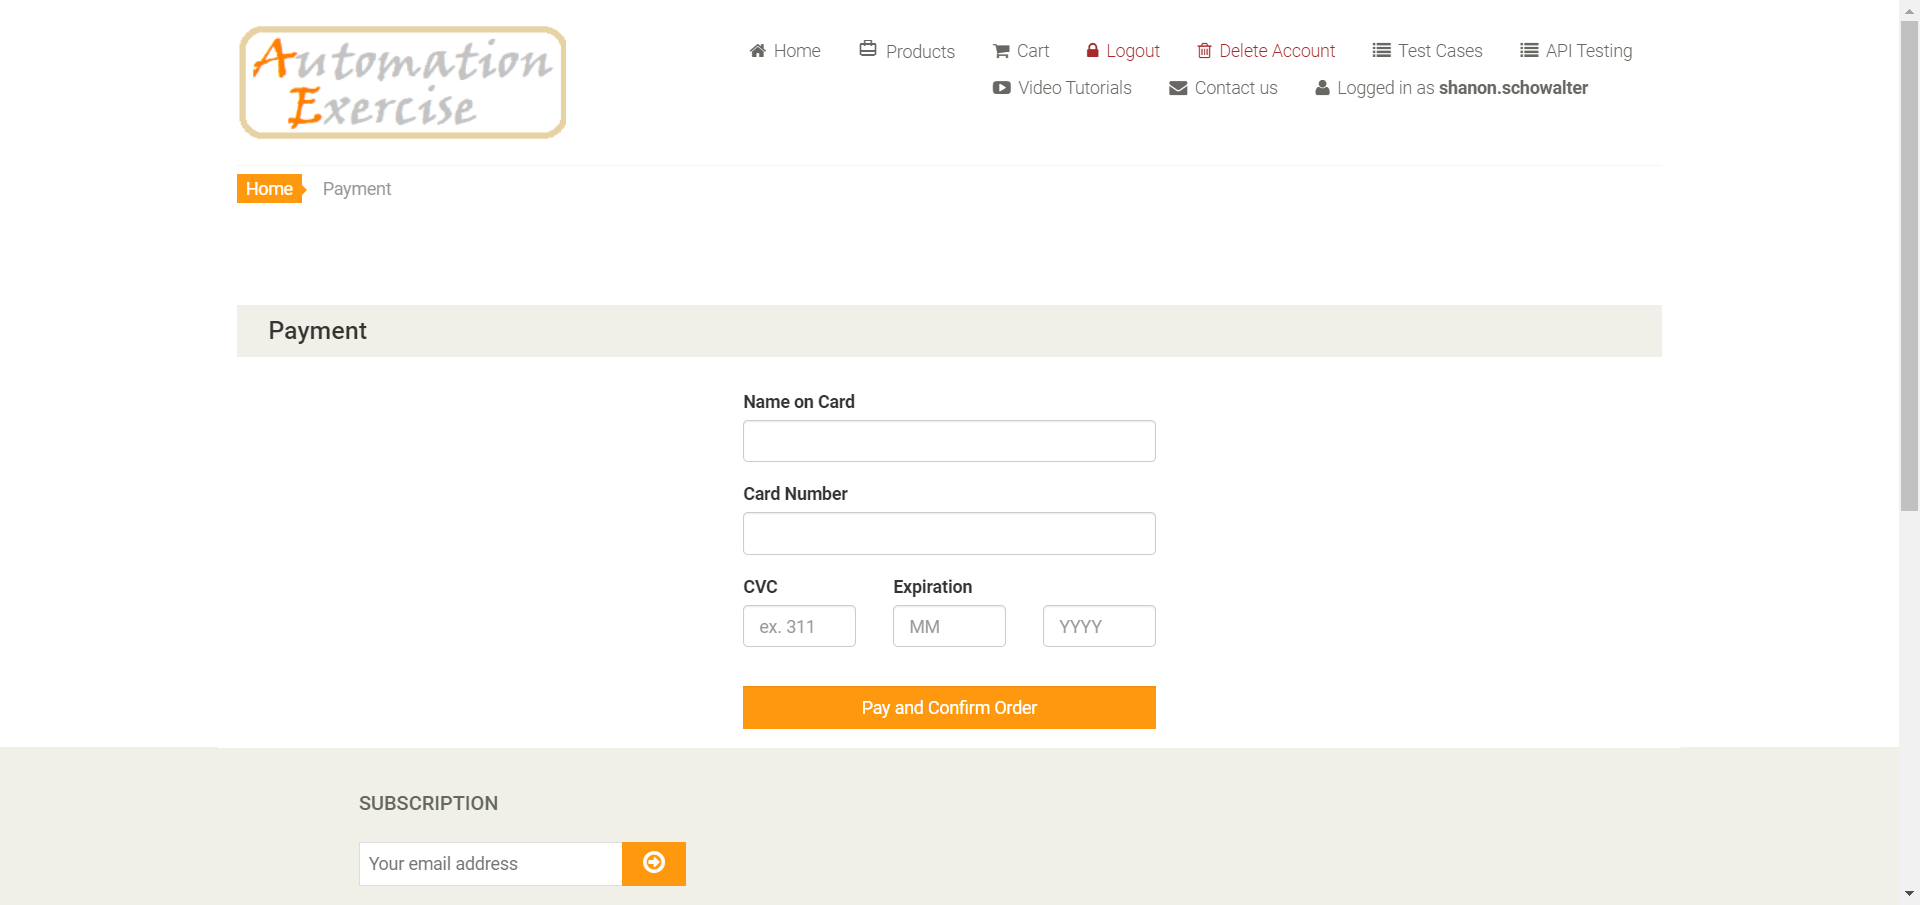 Automation
Exercise
Home Products Cart Logout Delete Account Test Cases API Testing
Video Tutorials Contact us Logged in as shanon.schowalter
Home Payment
Payment
Name on Card
Card Number
CVC Expiration
ex. 311 MM YYYY
Pay and Confirm Order
SUBSCRIPTION
Your email address